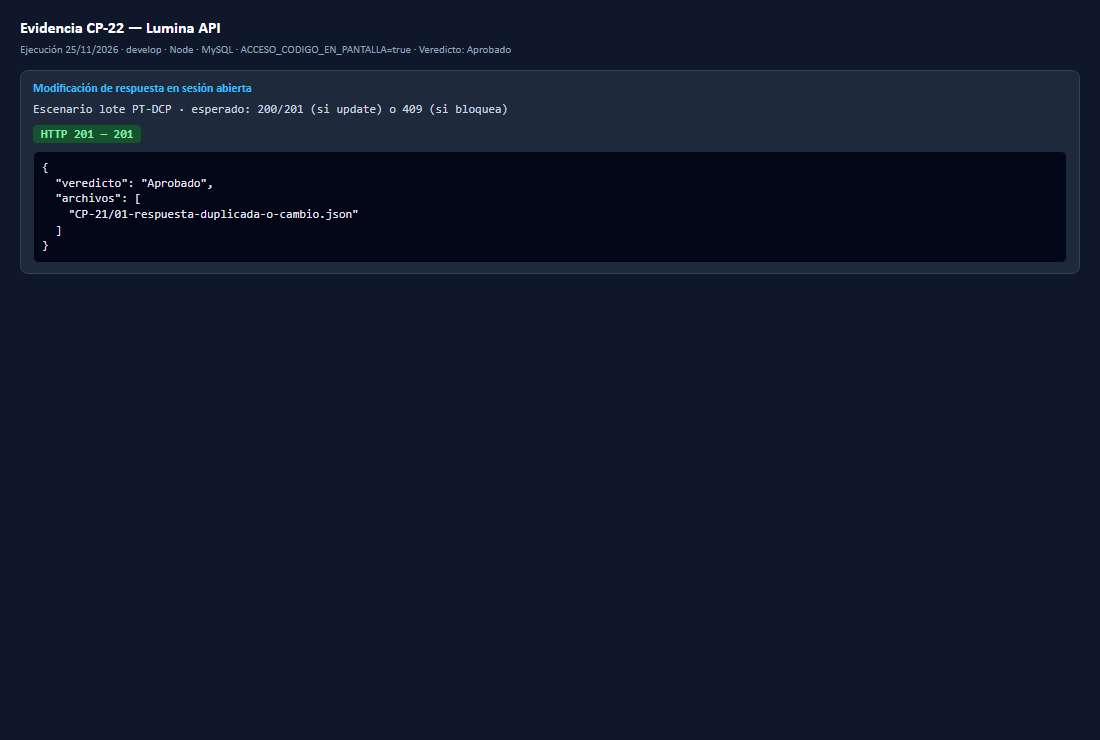 Evidencia CP-22 — Lumina API
Ejecución 25/11/2026 · develop · Node · MySQL · ACCESO_CODIGO_EN_PANTALLA=true · Veredicto: Aprobado
Modificación de respuesta en sesión abierta
Escenario lote PT-DCP · esperado: 200/201 (si update) o 409 (si bloquea)
HTTP 201 — 201
{
  "veredicto": "Aprobado",
  "archivos": [
    "CP-21/01-respuesta-duplicada-o-cambio.json"
  ]
}